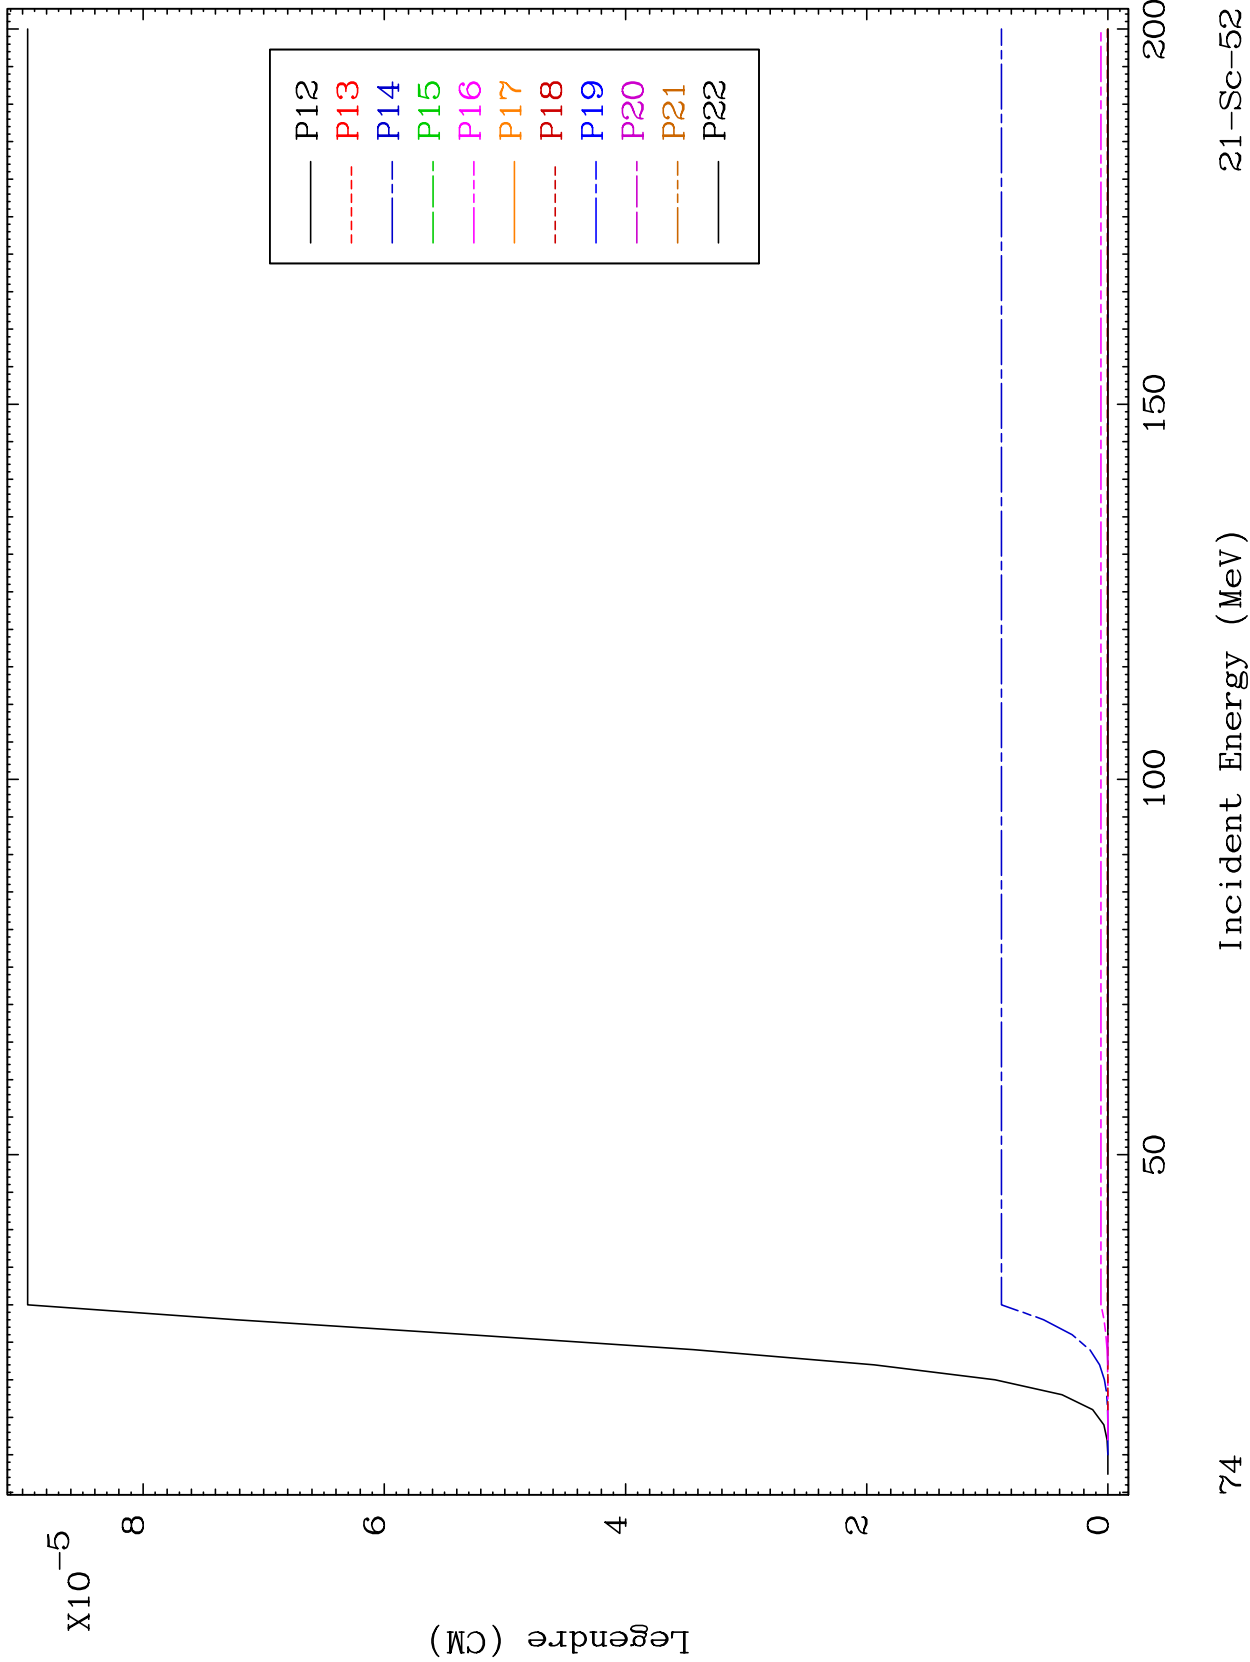 X10
-5
8
6
4
2
0
Legendre (CM)
P12
P13
P14
P15
P16
P17
P18
P19
P20
P21
P22
50
100
150
200
Incident Energy (MeV)
74
21-Sc-52